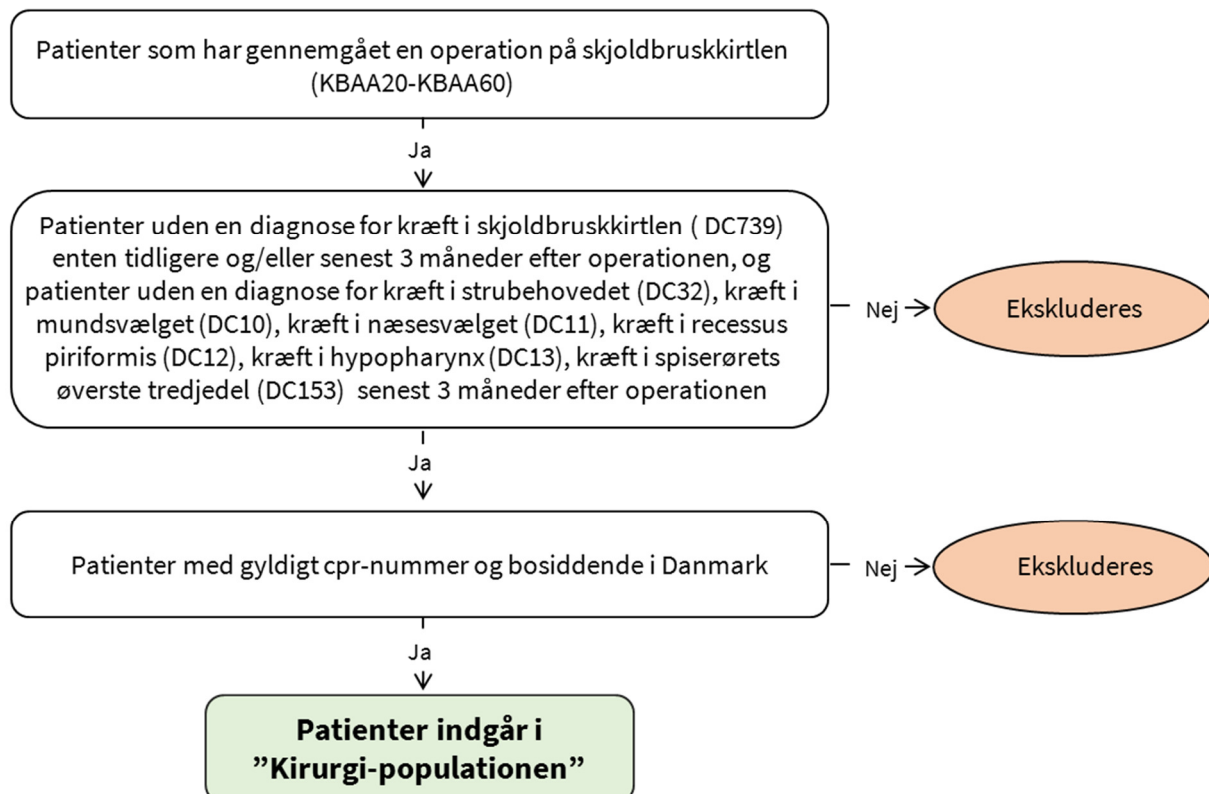 Patienter som har gennemgået en operation på skjoldbruskkirtlen
(KBAA20-KBAA60)
Ja
Patienter uden en diagnose for kræft i skjoldbruskkirtlen ( DC739)
enten tidligere og/eller senest 3 måneder efter operationen, og
patienter uden en diagnose for kræft i strubehovedet (DC32), kræft i
mundsvælget (DC10), kræft i næsesvælget (DC11), kræft i recessus
piriformis (DC12), kræft i hypopharynx (DC13), kræft i spiserørets
øverste tredjedel (DC153) senest 3 måneder efter operationen
Nej
Ekskluderes
Ja
Patienter med gyldigt cpr-nummer og bosiddende i Danmark
Nej
Ekskluderes
Ja
Patienter indgår i
”Kirurgi-populationen”